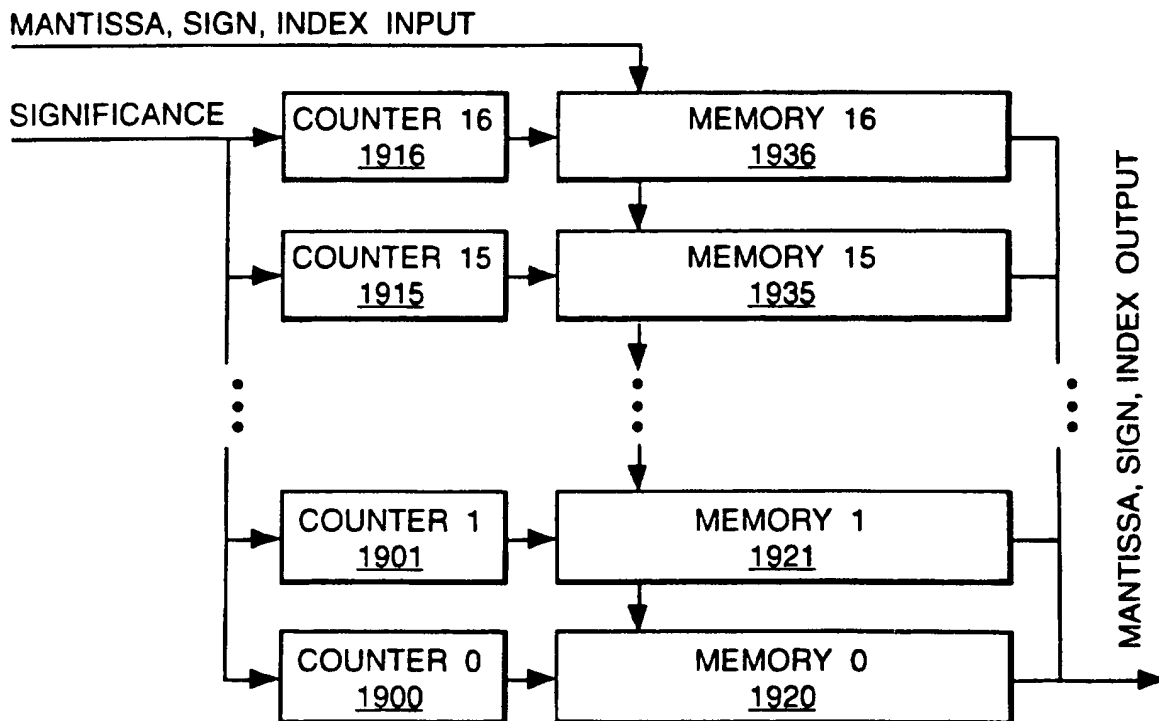 MANTISSA, SIGN, INDEX INPUT
SIGNIFICANCE
COUNTER 16
1916
MEMORY 16
1936
COUNTER 15
1915
MEMORY 15
1935
COUNTER 1
1901
MEMORY 1
1921
COUNTER 0
1900
MEMORY 0
1920
MANTISSA, SIGN, INDEX OUTPUT